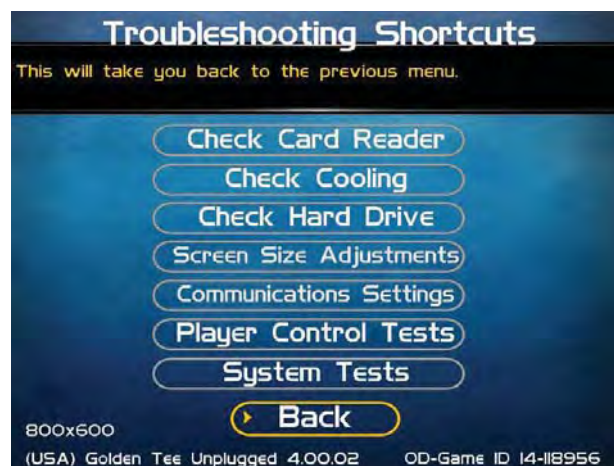 Troubleshooting Shortcuts
This will take you back to the previous menu.
Check Card Reader
Check Cooling
Check Hard Drive
Screen Size Adjustments
Communications Settings
Player Control Tests
System Tests
Back
800x600
(USA) Golden Tee Unplugged 4.00.02 OD-Game ID 14-118956